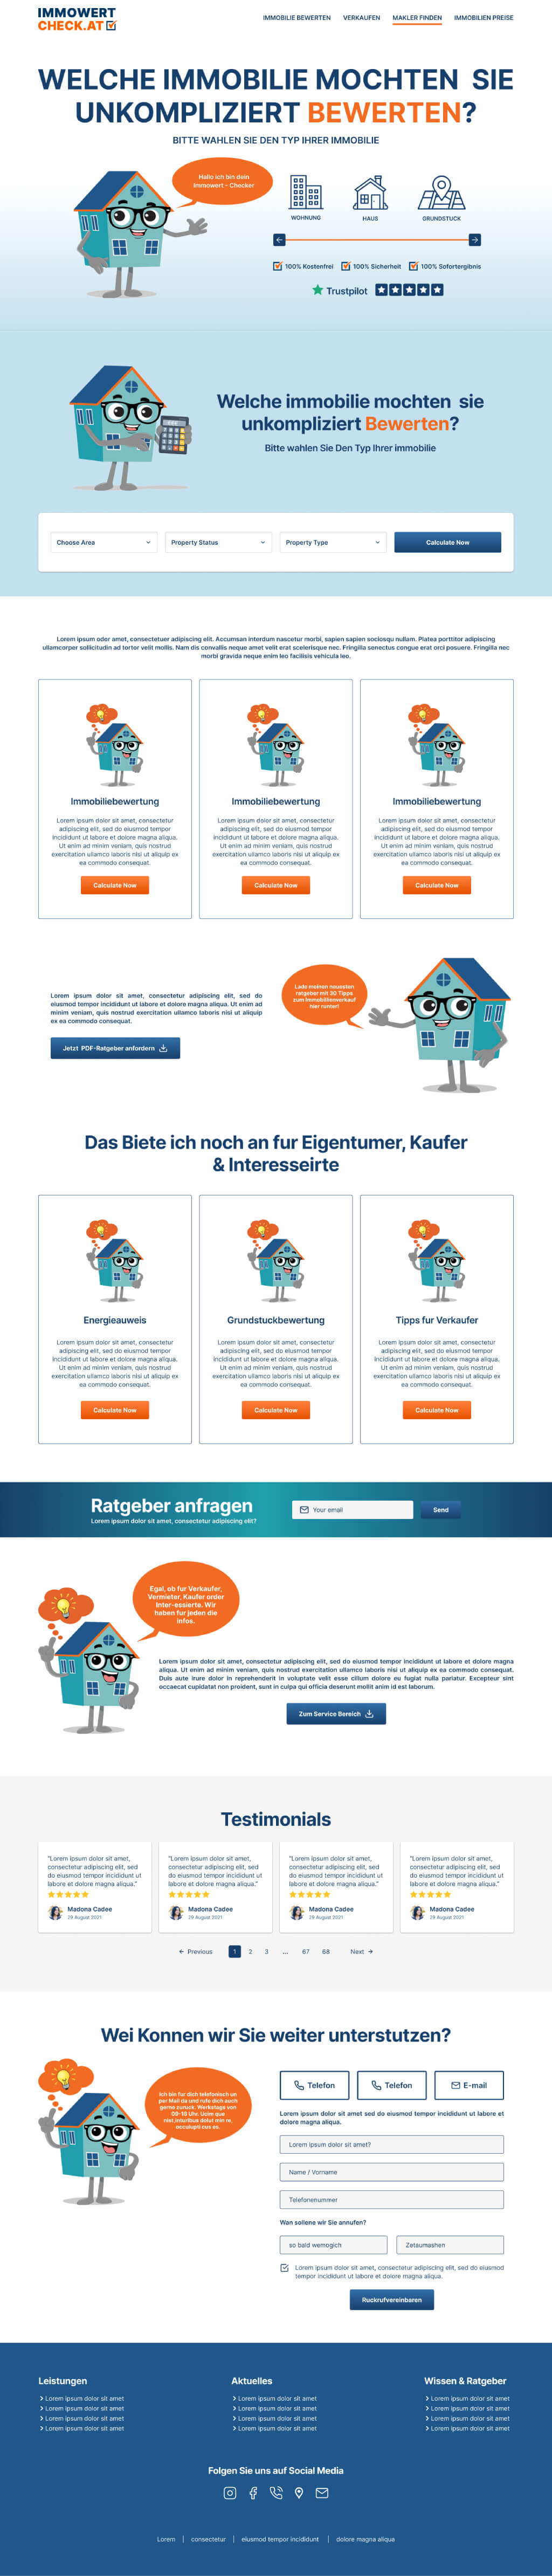 IMMOWERT
CHECK.AT
IMMOBILIE BEWERTEN VERKAUFEN MAKLER FINDEN IMMOBILIEN PREISE
WELCHE IMMOBILIE MOCHTEN SIE
UNKOMPLIZIERT BEWERTEN?
BITTE WAHLEN SIE DEN TYP IHRER IMMOBILIE
Hallo ich bin dein
Immowert - Checker
WOHNUNG HAUS GRUNDSTUCK
100% Kostenfrei 100% Sicherheit 100% Sofortergibnis
Trustpilot
Welche immobilie mochten sie
unkompliziert Bewerten?
Bitte wahlen Sie Den Typ Ihrer immobilie
Choose Area Property Status Property Type Calculate Now
Lorem ipsum oder amet, consectetuer adipiscing elit. Accumsan interdum nascetur morbi, sapien sapien sociosqu nullam. Platea porttitor adipiscing
ullamcorper sollicitudin ad tortor velit mollis. Nam dis convallis neque amet velit erat scelerisque nec. Fringilla senectus congue erat orci posuere. Fringilla nec
morbi gravida neque enim leo facilisis vehicula leo.
Immobiliebewertung
Lorem ipsum dolor sit amet, consectetur
adipiscing elit, sed do eiusmod tempor
incididunt ut labore et dolore magna aliqua.
Ut enim ad minim veniam, quis nostrud
exercitation ullamco laboris nisi ut aliquip ex
ea commodo consequat.
Calculate Now
Immobiliebewertung
Lorem ipsum dolor sit amet, consectetur
adipiscing elit, sed do eiusmod tempor
incididunt ut labore et dolore magna aliqua.
Ut enim ad minim veniam, quis nostrud
exercitation ullamco laboris nisi ut aliquip ex
ea commodo consequat.
Calculate Now
Immobiliebewertung
Lorem ipsum dolor sit amet, consectetur
adipiscing elit, sed do eiusmod tempor
incididunt ut labore et dolore magna aliqua.
Ut enim ad minim veniam, quis nostrud
exercitation ullamco laboris nisi ut aliquip ex
ea commodo consequat.
Calculate Now
Lorem ipsum dolor sit amet, consectetur adipiscing elit, sed do
eiusmod tempor incididunt ut labore et dolore magna aliqua. Ut enim ad
minim veniam, quis nostrud exercitation ullamco laboris nisi ut aliquip
ex ea commodo consequat.
Jetzt PDF-Ratgeber anfordern
Lade meinen neuesten
ratgeber mit 30 Tipps
zum Immobilienverkauf
hier runter!
Das Biete ich noch an fur Eigentumer, Kaufer
& Interesseirte
Energieauweis
Lorem ipsum dolor sit amet, consectetur
adipiscing elit, sed do eiusmod tempor
incididunt ut labore et dolore magna aliqua.
Ut enim ad minim veniam, quis nostrud
exercitation ullamco laboris nisi ut aliquip ex
ea commodo consequat.
Calculate Now
Grundstuckbewertung
Lorem ipsum dolor sit amet, consectetur
adipiscing elit, sed do eiusmod tempor
incididunt ut labore et dolore magna aliqua.
Ut enim ad minim veniam, quis nostrud
exercitation ullamco laboris nisi ut aliquip ex
ea commodo consequat.
Calculate Now
Tipps fur Verkaufer
Lorem ipsum dolor sit amet, consectetur
adipiscing elit, sed do eiusmod tempor
incididunt ut labore et dolore magna aliqua.
Ut enim ad minim veniam, quis nostrud
exercitation ullamco laboris nisi ut aliquip ex
ea commodo consequat.
Calculate Now
Ratgeber anfragen
Lorem ipsum dolor sit amet, consectetur adipiscing elit?
Your email Send
Egal, ob fur Verkaufer,
Vermieter, Kaufer order
Inter-essierte. Wir
haben fur jeden die
infos.
Lorem ipsum dolor sit amet, consectetur adipiscing elit, sed do eiusmod tempor incididunt ut labore et dolore magna
aliqua. Ut enim ad minim veniam, quis nostrud exercitation ullamco laboris nisi ut aliquip ex ea commodo consequat.
Duis aute irure dolor in reprehenderit in voluptate velit esse cillum dolore eu fugiat nulla pariatur. Excepteur sint
occaecat cupidatat non proident, sunt in culpa qui officia deserunt mollit anim id est laborum.
Zum Service Bereich
Testimonials
"Lorem ipsum dolor sit amet,
consectetur adipiscing elit, sed
do eiusmod tempor incididunt ut
labore et dolore magna aliqua."
Madona Cadee
29 August 2021
"Lorem ipsum dolor sit amet,
consectetur adipiscing elit, sed
do eiusmod tempor incididunt ut
labore et dolore magna aliqua."
Madona Cadee
29 August 2021
"Lorem ipsum dolor sit amet,
consectetur adipiscing elit, sed
do eiusmod tempor incididunt ut
labore et dolore magna aliqua."
Madona Cadee
29 August 2021
"Lorem ipsum dolor sit amet,
consectetur adipiscing elit, sed
do eiusmod tempor incididunt ut
labore et dolore magna aliqua."
Madona Cadee
29 August 2021
Previous 1 2 3 ... 67 68 Next
Wei Konnen wir Sie weiter unterstutzen?
Ich bin fur dich telefonisch un
per Mail da und rufe dich auch
gerne zuruck. Werketags von
09-18 Uhr. Ucim que
niet,ioribus dolut min re,
occulupti cus es.
Telefon Telefon E-mail
Lorem ipsum dolor sit amet sed do eiusmod tempor incididunt ut labore et
dolore magna aliqua.
Lorem ipsum dolor sit amet?
Name / Vorname
Telefonenummer
Wan sollene wir Sie annufen?
so bald wemogich Zetaumashen
Lorem ipsum dolor sit amet, consectetur adipiscing elit, sed do eiusmod
tempor incididunt ut labore et dolore magna aliqua.
Ruckrufvereinbaren
Leistungen
Lorem ipsum dolor sit amet
Lorem ipsum dolor sit amet
Lorem ipsum dolor sit amet
Lorem ipsum dolor sit amet
Aktuelles
Lorem ipsum dolor sit amet
Lorem ipsum dolor sit amet
Lorem ipsum dolor sit amet
Lorem ipsum dolor sit amet
Wissen & Ratgeber
Lorem ipsum dolor sit amet
Lorem ipsum dolor sit amet
Lorem ipsum dolor sit amet
Lorem ipsum dolor sit amet
Folgen Sie uns auf Social Media
Lorem | consectetur | eiusmod tempor incididunt | dolore magna aliqua